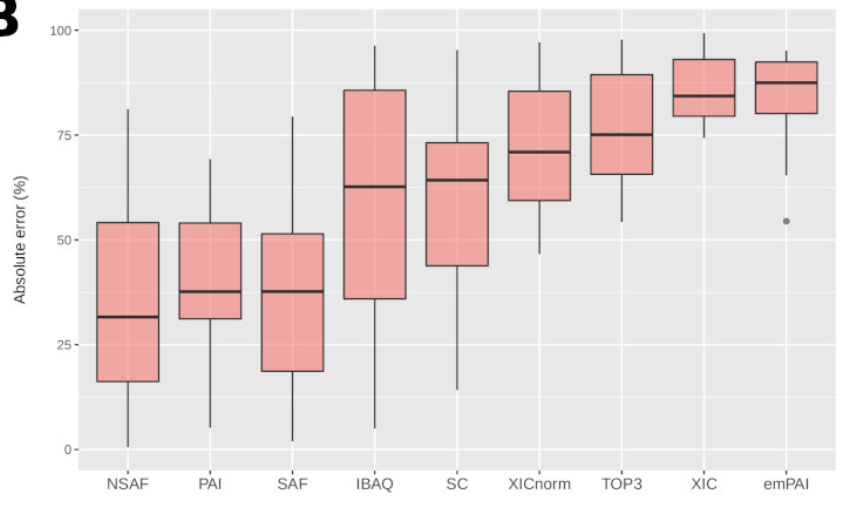 B
100
75
50
25
0
Absolute error (%)
NSAF PAI SAF IBAQ SC XICnorm TOP3 XIC emPAI